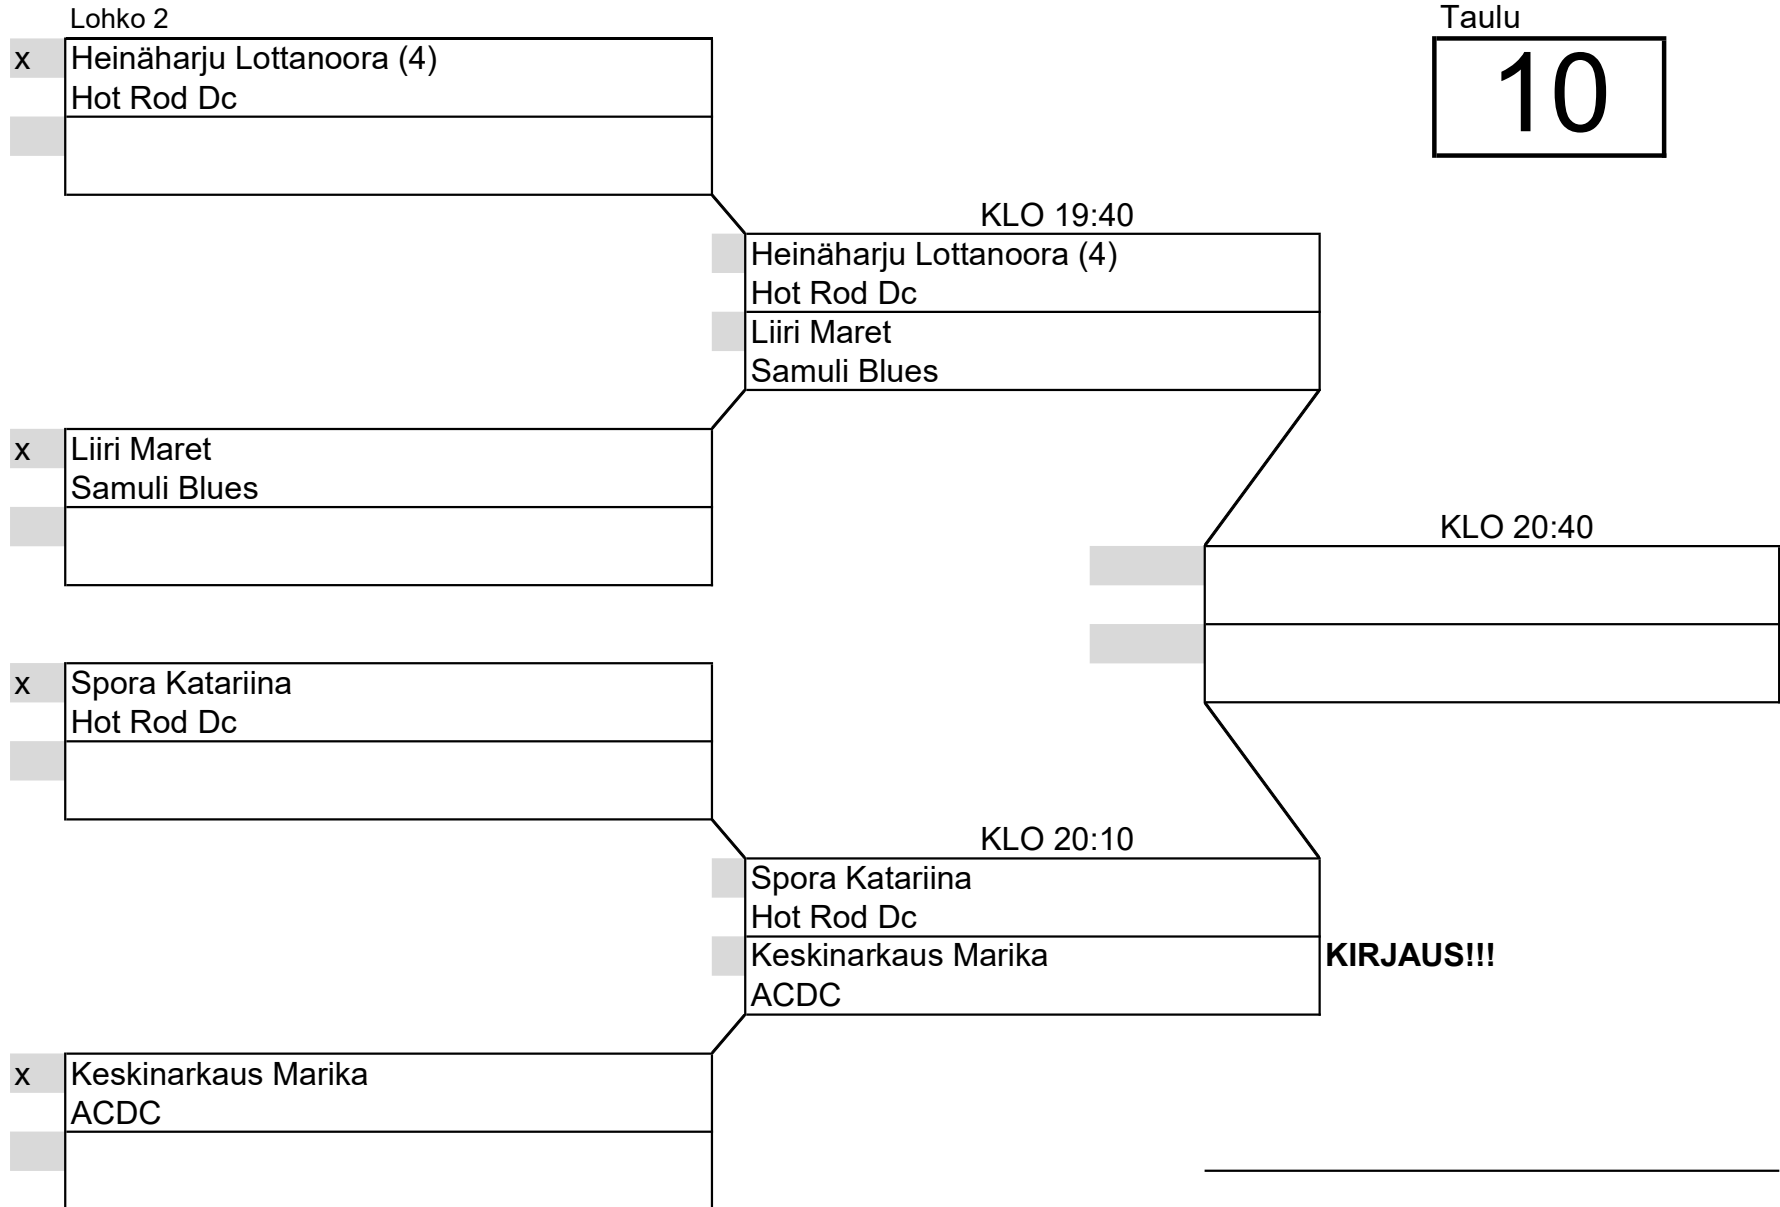 Lohko 2
Taulu
10
x Heinäharju Lottanoora (4)
Hot Rod Dc
KLO 19:40
Heinäharju Lottanoora (4)
Hot Rod Dc
Liiri Maret
Samuli Blues
x Liiri Maret
Samuli Blues
KLO 20:40
x Spora Katariina
Hot Rod Dc
KLO 20:10
Spora Katariina
Hot Rod Dc
Keskinarkaus Marika KIRJAUS!!!
ACDC
x Keskinarkaus Marika
ACDC